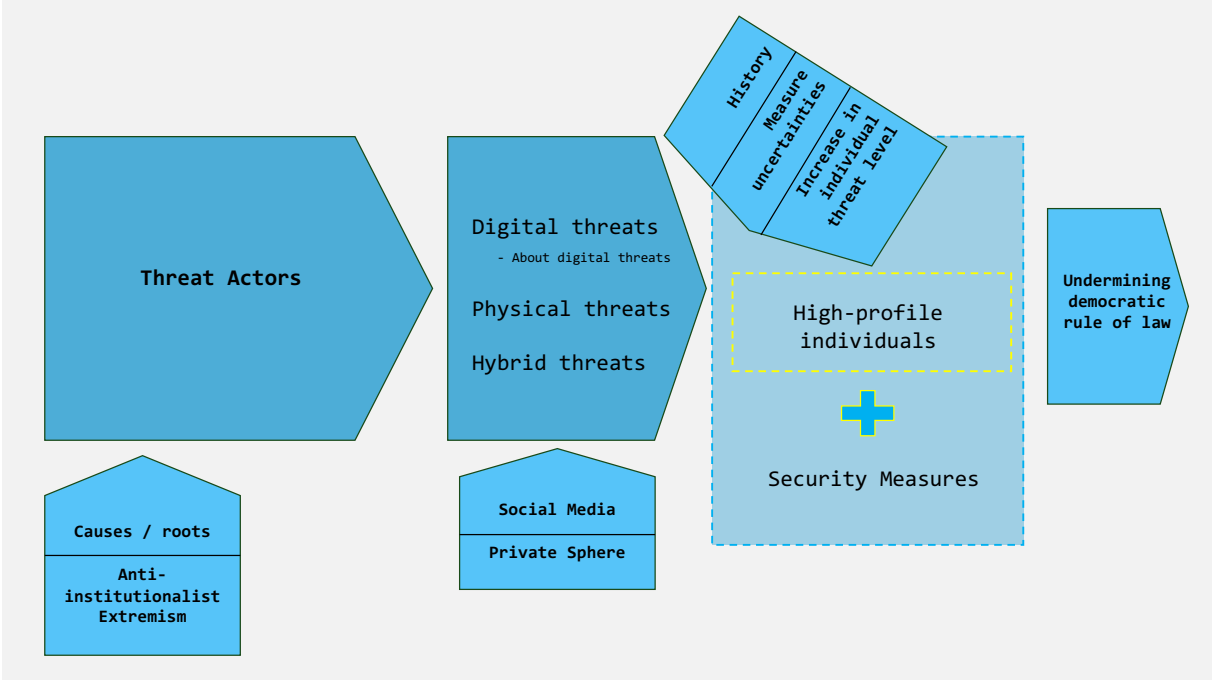 Threat Actors
Causes / roots
Anti-
institutionalist
Extremism
Digital threats
- About digital threats
Physical threats
Hybrid threats
Social Media
Private Sphere
History
Measure
uncertainties
Increase in
individual
threat level
High-profile
individuals
Security Measures
Undermining
democratic
rule of law